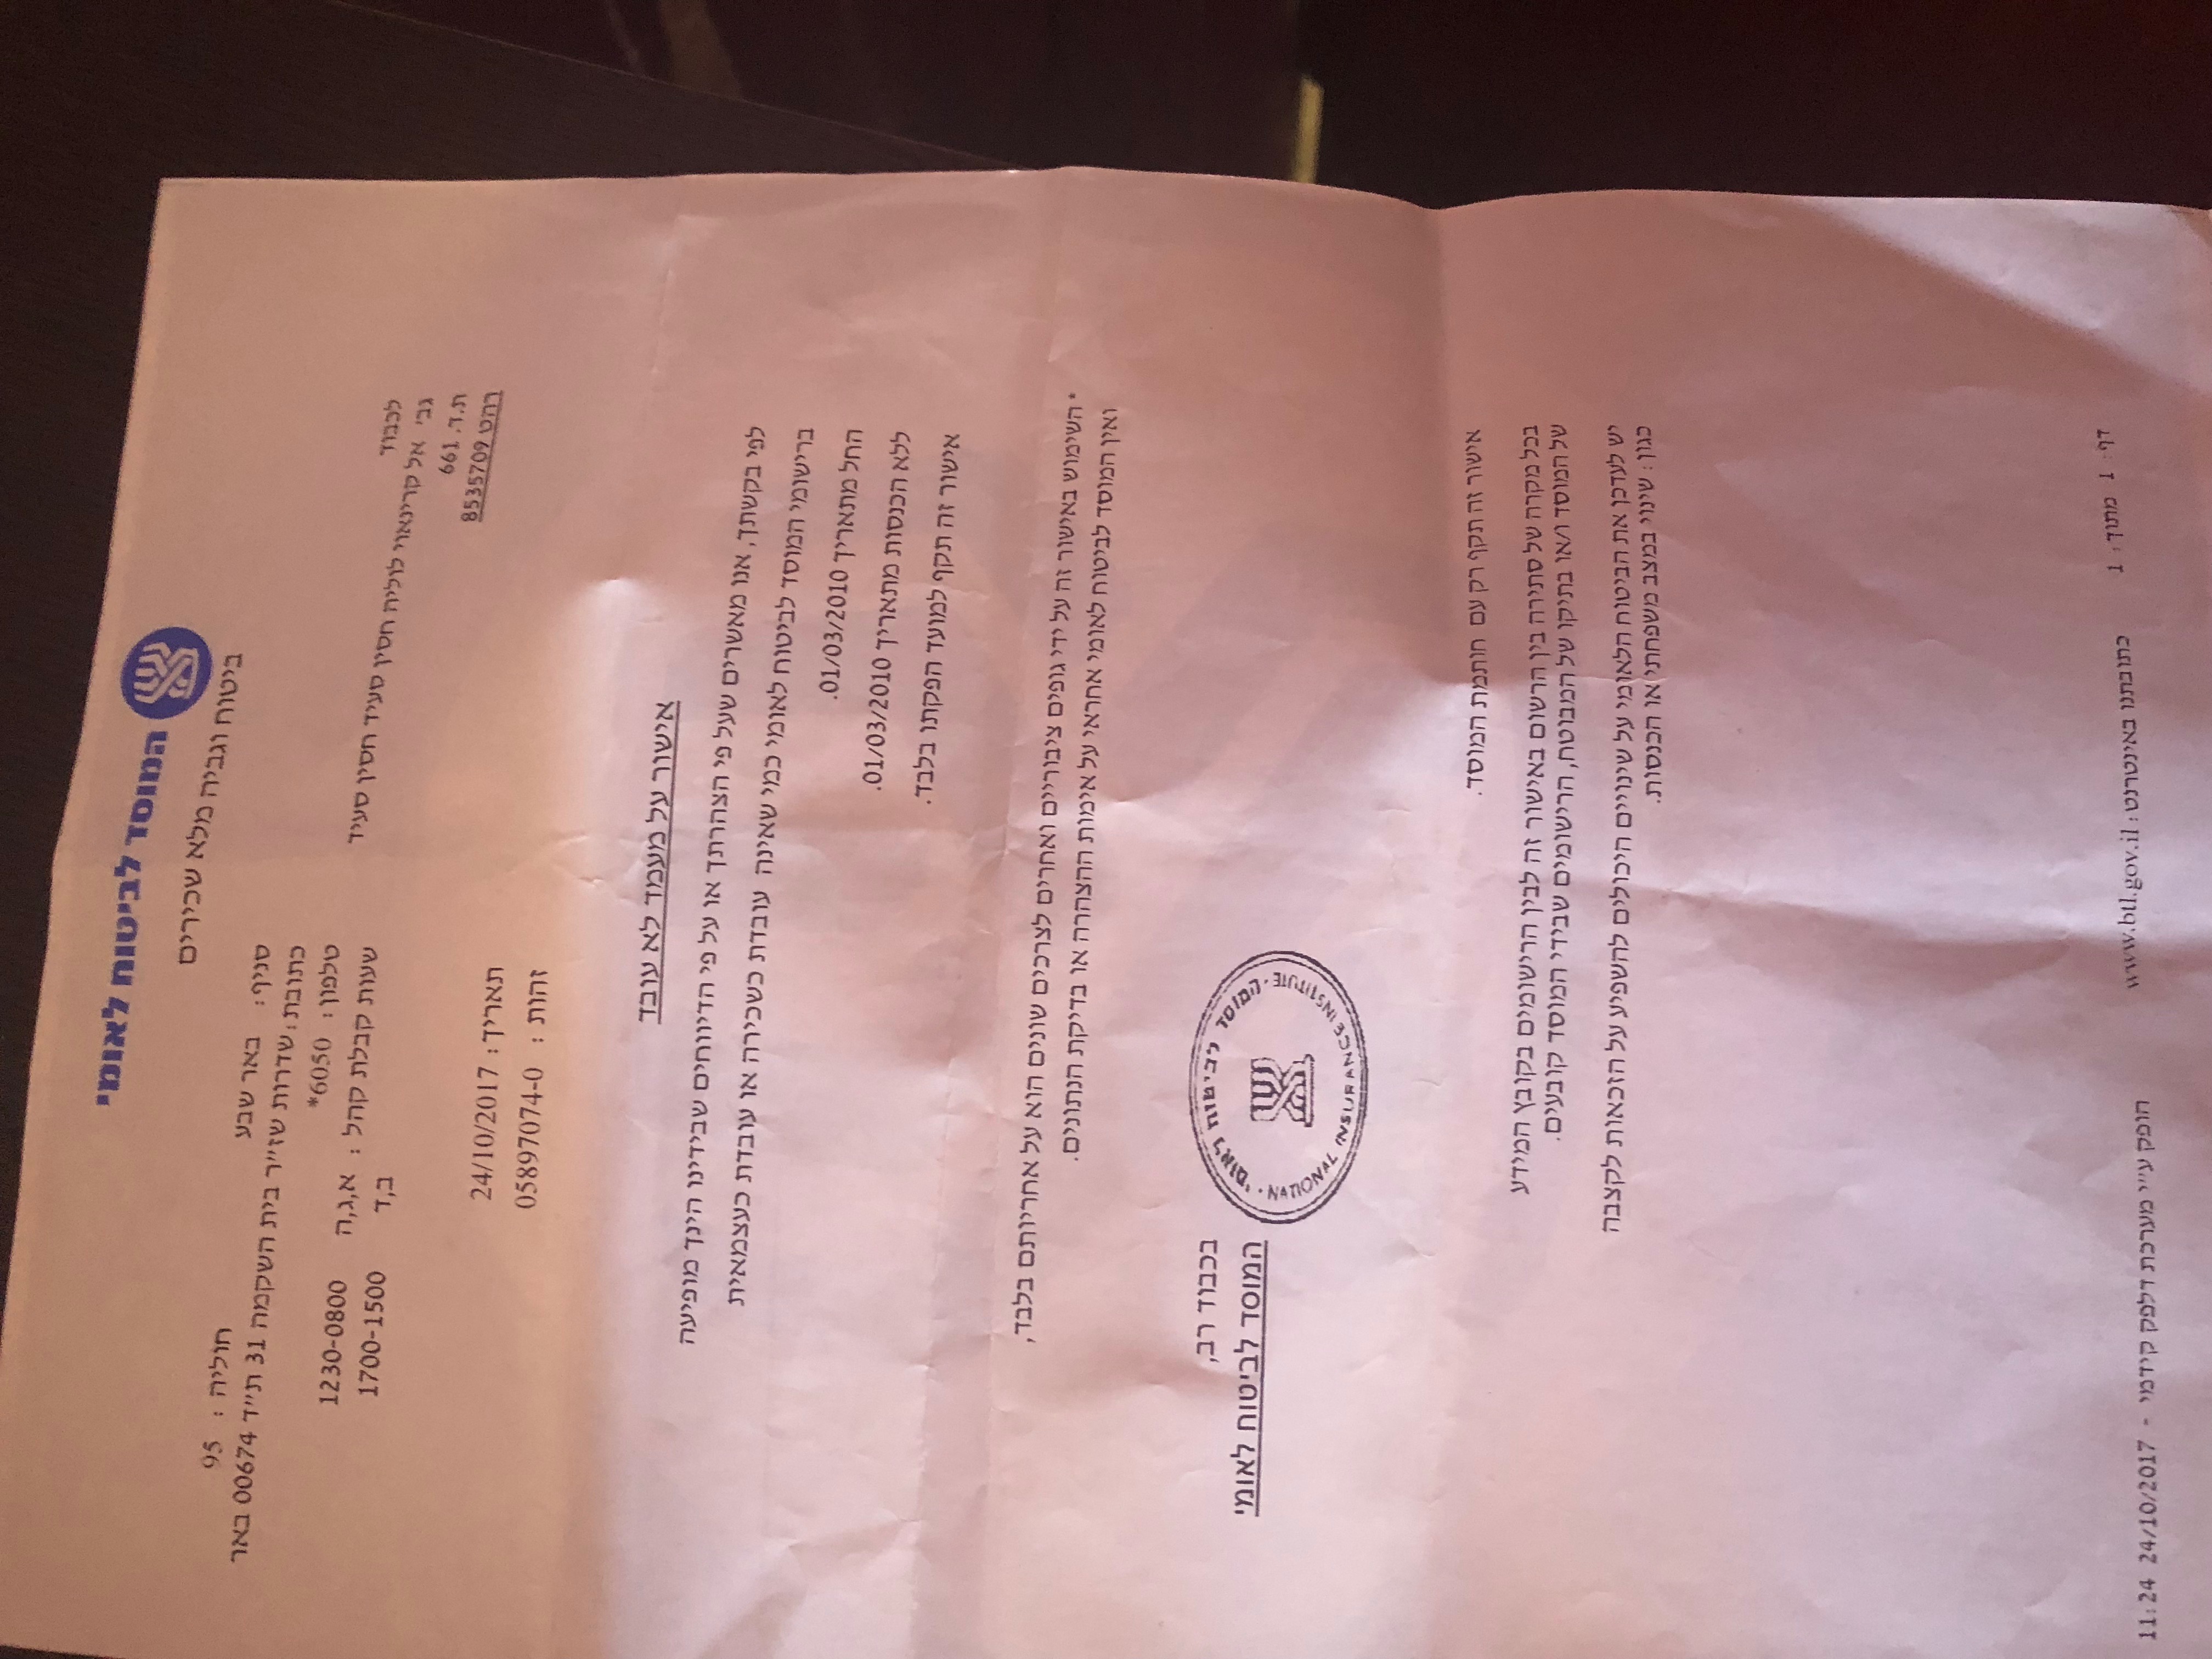 המוסד לביטוח לאומי
ביטוח וגביה מלא שכירים
סניף: באר שבע חוליה: 95
כתובת: שדרות שז״ר בית השקמה 31 ת״ד 00674 באר
טלפון: 6050*
שעות קבלת קהל: א,ג,ה 1230-0800
ב,ד 1700-1500
לכבוד
גב' אל קרינאוי לוליה חסין סעיד חסין סעיד
ת.ד. 661
רהט 8535709
תאריך: 24/10/2017
זהות: 05897074-0
אישור על מעמד לא עובד
לפי בקשתך, אנו מאשרים שעל פי הצהרתך או על פי הדיווחים שבידינו הינך מופיעה
ברישומי המוסד לביטוח לאומי כמי שאינה עובדת כשכירה או עובדת כעצמאית
החל מתאריך 01/03/2010.
ללא הכנסות מתאריך 01/03/2010.
אישור זה תקף למועד הפקתו בלבד.
* השימוש באישור זה על ידי גופים ציבוריים ואחרים לצרכים שונים הוא על אחריותם בלבד,
ואין המוסד לביטוח לאומי אחראי על אימות ההצהרה או בדיקת הנתונים.
בכבוד רב,
המוסד לביטוח לאומי
המוסד לביטוח לאומי
NATIONAL INSURANCE INSTITUTE
אישור זה תקף רק עם חותמת המוסד.
בכל מקרה של סתירה בין הרשום באישור זה לבין הרישומים בקובץ המידע
של המוסד ו/או בתיקו של המבוטח, הרישומים שבידי המוסד קובעים.
יש לעדכן את הביטוח הלאומי על שינויים היכולים להשפיע על הזכאות לקצבה
כגון: שינוי במצב משפחתי או הכנסות.
דף: 1 מתוך: 1 כתובתנו באינטרנט: www.btl.gov.il הופק ע״י מערכת דלפק קידמי - 24/10/2017 11:24